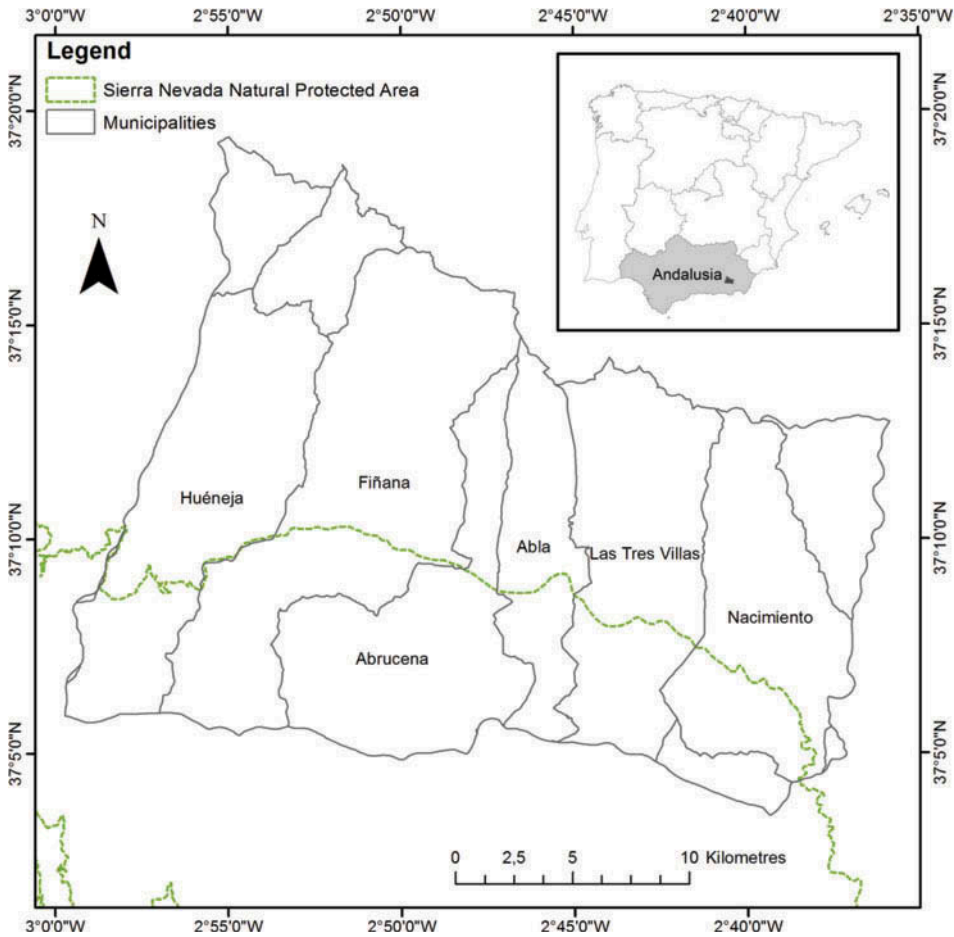 3°00'0"W 2°55'0"W 2°50'0"W 2°45'0"W 2°40'0"W 2°35'0"W
Legend
Sierra Nevada Natural Protected Area
Municipalities
37°20'0"N
37°20'0"N
N
Andalusia
37°15'0"N
37°15'0"N
Huéneja
Fiñana
37°10'0"N
37°10'0"N
Abla
Las Tres Villas
Nacimiento
Abrucena
37°5'0"N
37°5'0"N
0 2,5 5 10 Kilometres
3°00'0"W 2°55'0"W 2°50'0"W 2°45'0"W 2°40'0"W